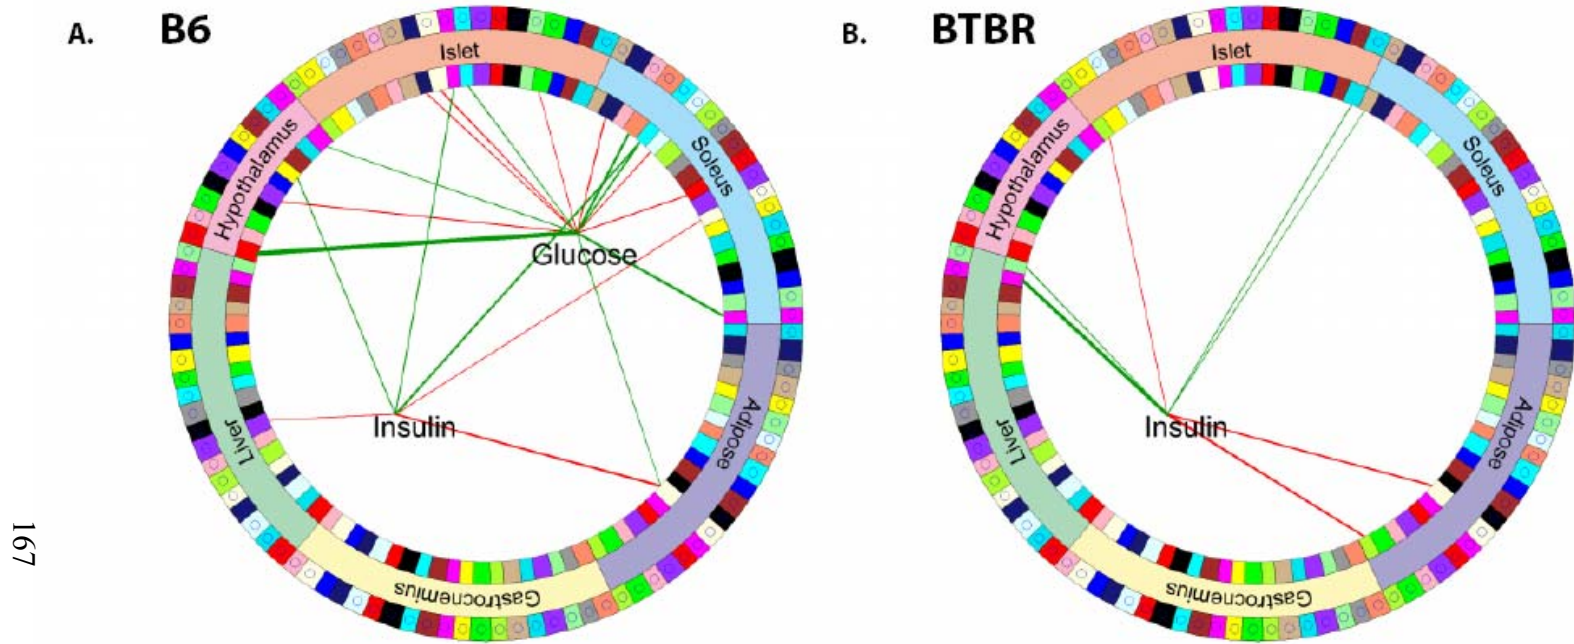 A.
B6
B.
BTBR
Islet
Soleus
Hypothalamus
Glucose
Insulin
Liver
Adipose
Gastrocnemius
Islet
Soleus
Hypothalamus
Insulin
Liver
Adipose
Gastrocnemius
167